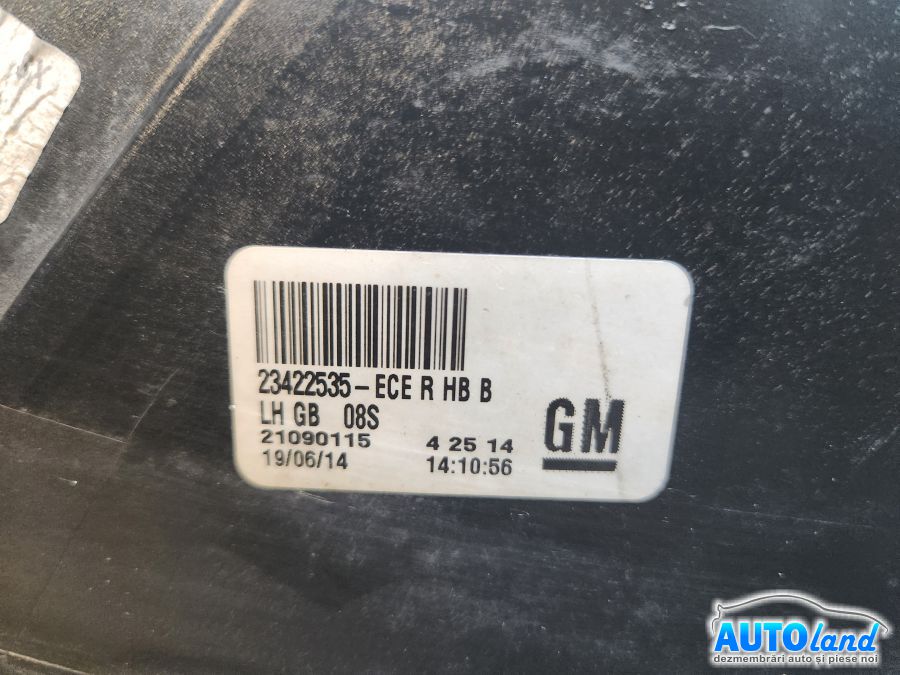 23422535-ECE R HB B
LH GB 08S
21090115 4 25 14
19/06/14 14:10:56
GM
AUTOland
dezmembrări auto și piese noi